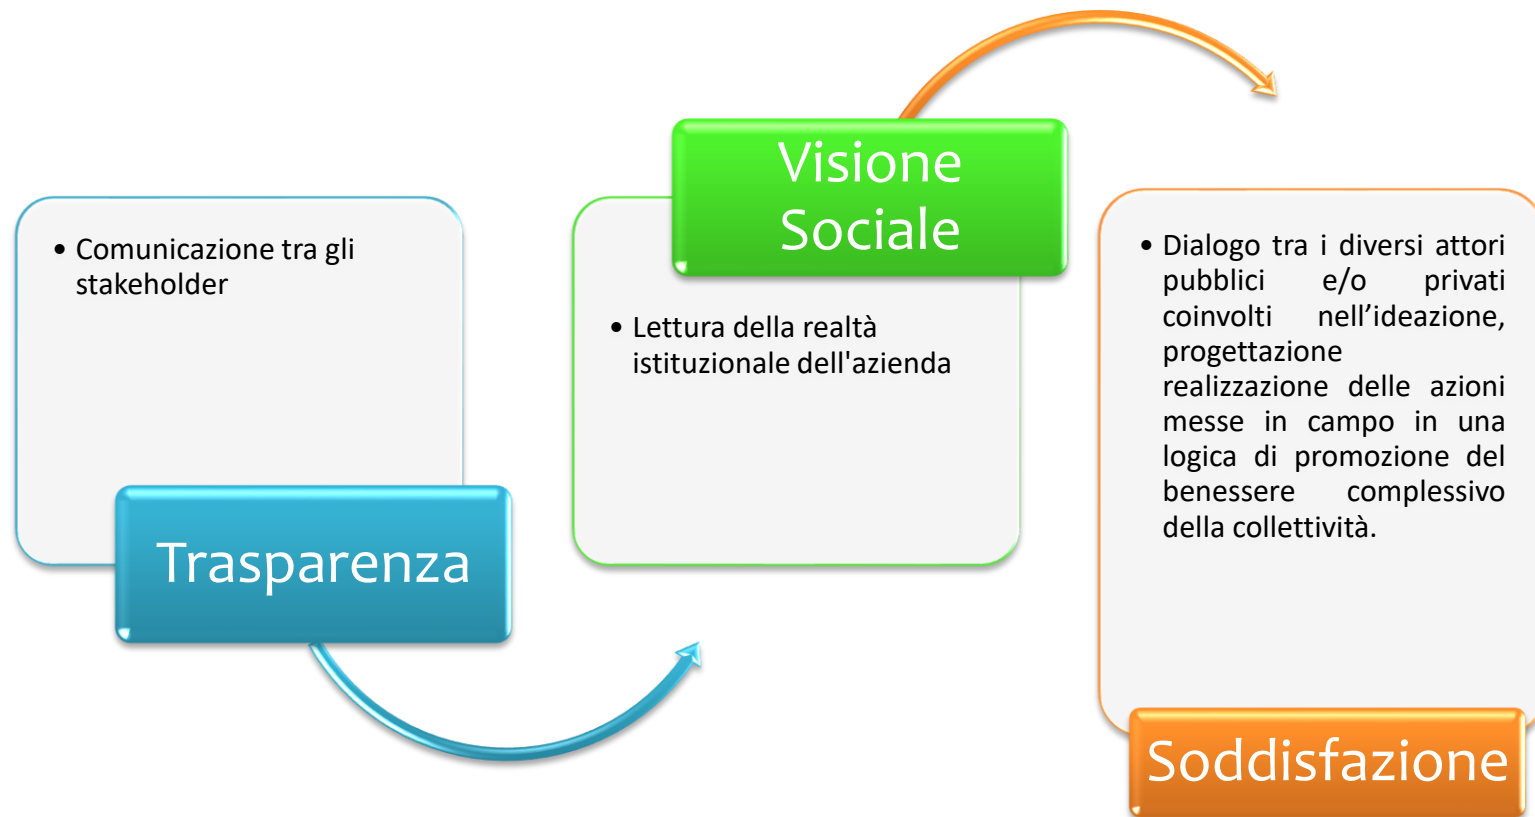 • Comunicazione tra gli
stakeholder
Trasparenza
Visione
Sociale
• Lettura della realtà
istituzionale dell'azienda
• Dialogo tra i diversi attori
pubblici e/o privati
coinvolti nell’ideazione,
progettazione
realizzazione delle azioni
messe in campo in una
logica di promozione del
benessere complessivo
della collettività.
Soddisfazione